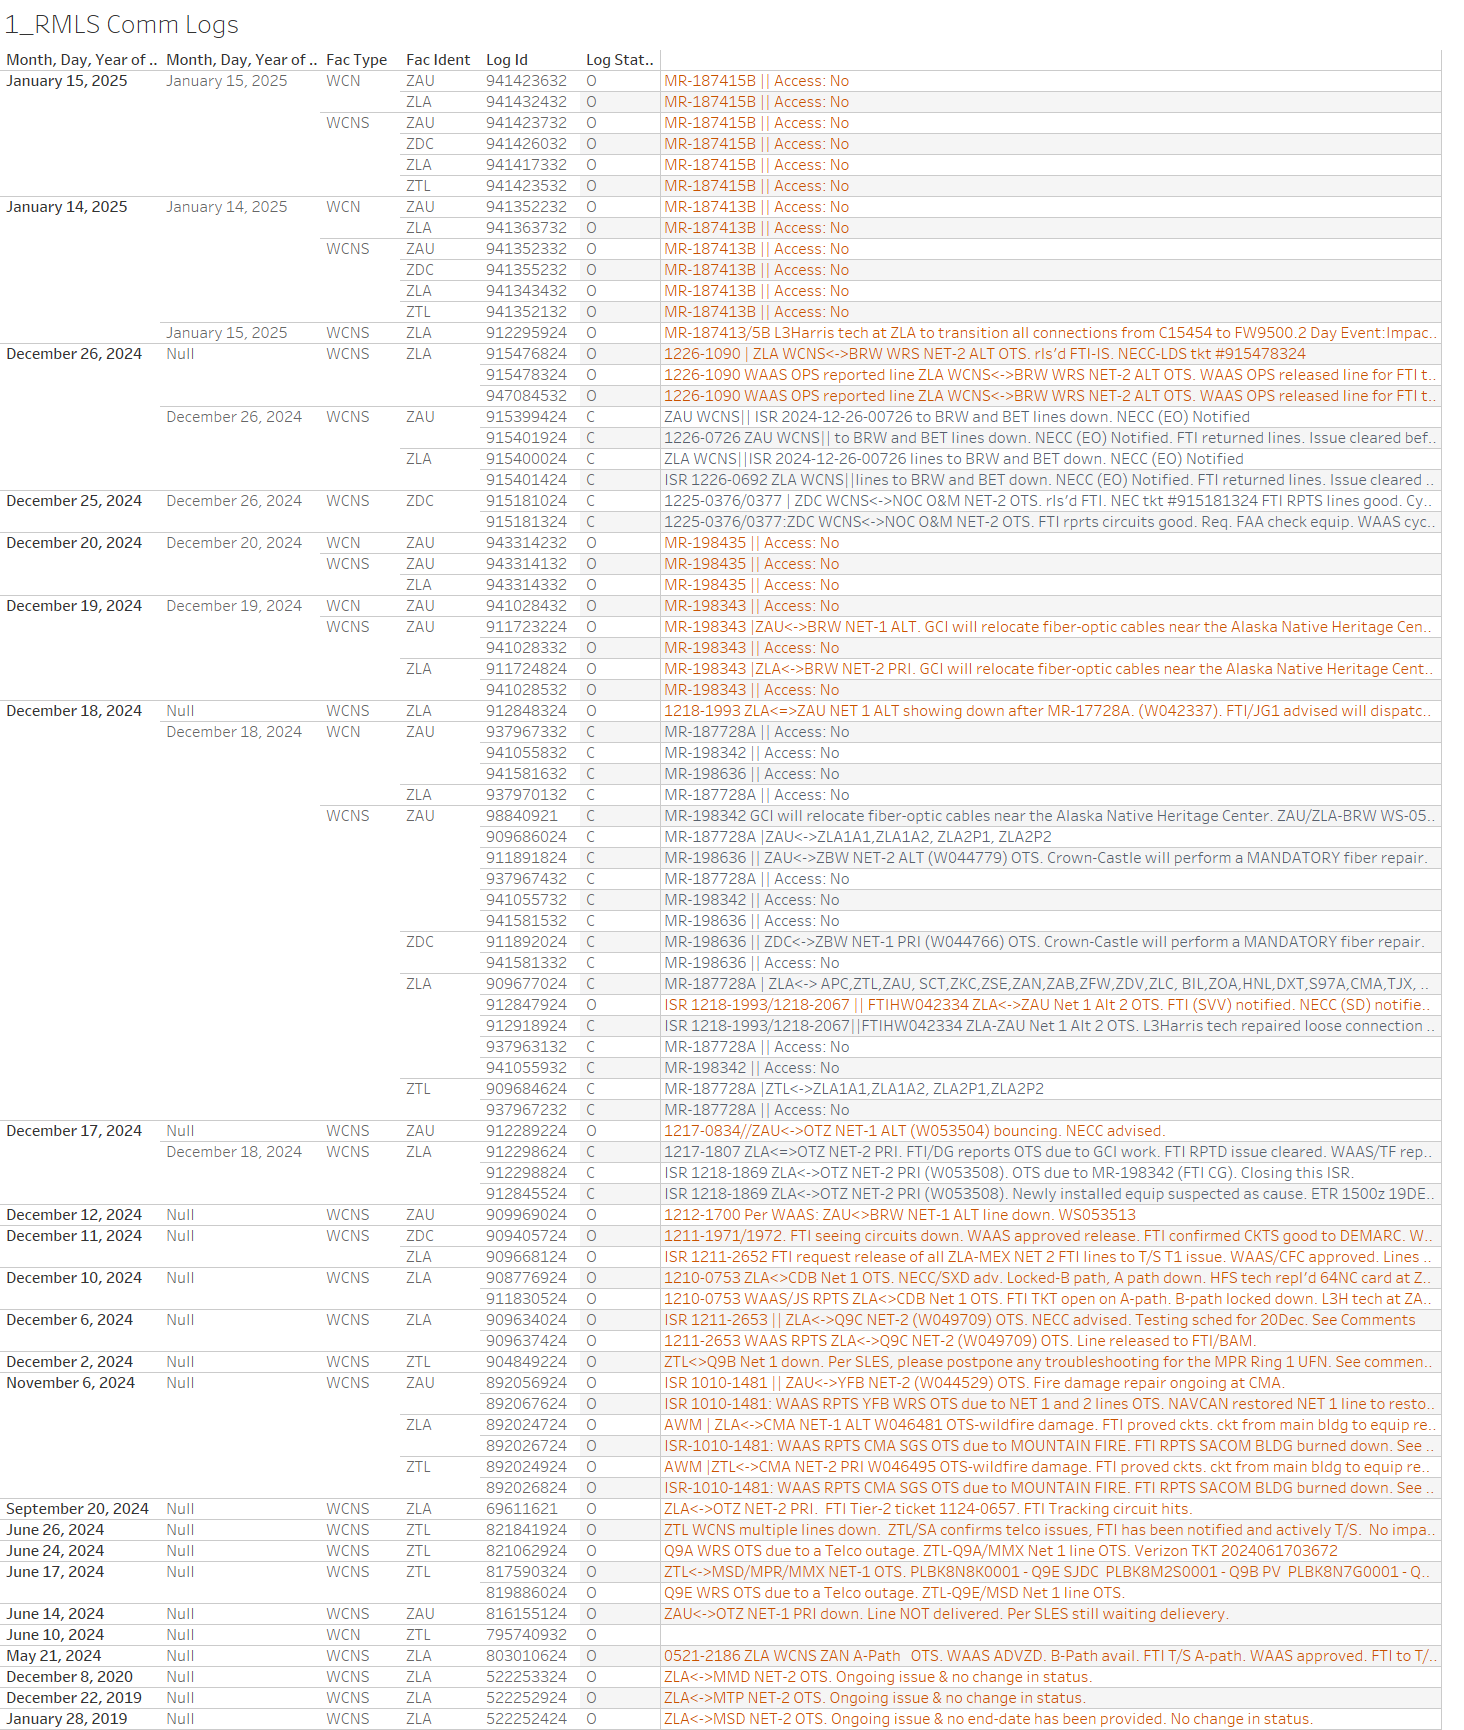 1_RMLS Comm Logs
Month, Day, Year of .. Month, Day, Year of .. Fac Type Fac Ident Log Id Log Stat..
January 15, 2025 January 15, 2025 WCN ZAU 941423632 O MR-187415B || Access: No
ZLA 941432432 O MR-187415B || Access: No
WCNS ZAU 941423732 O MR-187415B || Access: No
ZDC 941426032 O MR-187415B || Access: No
ZLA 941417332 O MR-187415B || Access: No
ZTL 941423532 O MR-187415B || Access: No
January 14, 2025 January 14, 2025 WCN ZAU 941352232 O MR-187413B || Access: No
ZLA 941363732 O MR-187413B || Access: No
WCNS ZAU 941352332 O MR-187413B || Access: No
ZDC 941355232 O MR-187413B || Access: No
ZLA 941343432 O MR-187413B || Access: No
ZTL 941352132 O MR-187413B || Access: No
January 15, 2025 WCNS ZLA 912295924 O MR-187413/5B L3Harris tech at ZLA to transition all connections from C15454 to FW9500.2 Day Event:Impac..
December 26, 2024 Null WCNS ZLA 915476824 O 1226-1090 | ZLA WCNS<->BRW WRS NET-2 ALT OTS. rls'd FTI-IS. NECC-LDS tkt #915478324
915478324 O 1226-1090 WAAS OPS reported line ZLA WCNS<->BRW WRS NET-2 ALT OTS. WAAS OPS released line for FTI t..
947084532 O 1226-1090 WAAS OPS reported line ZLA WCNS<->BRW WRS NET-2 ALT OTS. WAAS OPS released line for FTI t..
December 26, 2024 WCNS ZAU 915399424 C ZAU WCNS|| ISR 2024-12-26-00726 to BRW and BET lines down. NECC (EO) Notified
915401924 C 1226-0726 ZAU WCNS|| to BRW and BET lines down. NECC (EO) Notified. FTI returned lines. Issue cleared bef..
ZLA 915400024 C ZLA WCNS||ISR 2024-12-26-00726 lines to BRW and BET down. NECC (EO) Notified
915401424 C ISR 1226-0692 ZLA WCNS||lines to BRW and BET down. NECC (EO) Notified. FTI returned lines. Issue cleared ..
December 25, 2024 December 26, 2024 WCNS ZDC 915181024 C 1225-0376/0377 | ZDC WCNS<->NOC O&M NET-2 OTS. rls'd FTI. NEC tkt #915181324 FTI RPTS lines good. Cy..
915181324 C 1225-0376/0377:ZDC WCNS<->NOC O&M NET-2 OTS. FTI rprts circuits good. Req. FAA check equip. WAAS cyc..
December 20, 2024 December 20, 2024 WCN ZAU 943314232 O MR-198435 || Access: No
WCNS ZAU 943314132 O MR-198435 || Access: No
ZLA 943314332 O MR-198435 || Access: No
December 19, 2024 December 19, 2024 WCN ZAU 941028432 O MR-198343 || Access: No
WCNS ZAU 911723224 O MR-198343 |ZAU<->BRW NET-1 ALT. GCI will relocate fiber-optic cables near the Alaska Native Heritage Cen..
941028332 O MR-198343 || Access: No
ZLA 911724824 O MR-198343 |ZLA<->BRW NET-2 PRI. GCI will relocate fiber-optic cables near the Alaska Native Heritage Cent..
941028532 O MR-198343 || Access: No
December 18, 2024 Null WCNS ZLA 912848324 O 1218-1993 ZLA<=>ZAU NET 1 ALT showing down after MR-17728A. (W042337). FTI/JG1 advised will dispatc..
December 18, 2024 WCN ZAU 937967332 C MR-187728A || Access: No
941055832 C MR-198342 || Access: No
941581632 C MR-198636 || Access: No
ZLA 937970132 C MR-187728A || Access: No
WCNS ZAU 98840921 C MR-198342 GCI will relocate fiber-optic cables near the Alaska Native Heritage Center. ZAU/ZLA-BRW WS-05..
909686024 C MR-187728A |ZAU<->ZLA1A1,ZLA1A2, ZLA2P1, ZLA2P2
911891824 C MR-198636 || ZAU<->ZBW NET-2 ALT (W044779) OTS. Crown-Castle will perform a MANDATORY fiber repair.
937967432 C MR-187728A || Access: No
941055732 C MR-198342 || Access: No
941581532 C MR-198636 || Access: No
ZDC 911892024 C MR-198636 || ZDC<->ZBW NET-1 PRI (W044766) OTS. Crown-Castle will perform a MANDATORY fiber repair.
941581332 C MR-198636 || Access: No
ZLA 909677024 C MR-187728A | ZLA<-> APC,ZTL,ZAU, SCT,ZKC,ZSE,ZAN,ZAB,ZFW,ZDV,ZLC, BIL,ZOA,HNL,DXT,S97A,CMA,TJX, ..
912847924 O ISR 1218-1993/1218-2067 || FTIHW042334 ZLA<->ZAU Net 1 Alt 2 OTS. FTI (SVV) notified. NECC (SD) notifie..
912918924 C ISR 1218-1993/1218-2067||FTIHW042334 ZLA-ZAU Net 1 Alt 2 OTS. L3Harris tech repaired loose connection ..
937963132 C MR-187728A || Access: No
941055932 C MR-198342 || Access: No
ZTL 909684624 C MR-187728A |ZTL<->ZLA1A1,ZLA1A2, ZLA2P1,ZLA2P2
937967232 C MR-187728A || Access: No
December 17, 2024 Null WCNS ZAU 912289224 O 1217-0834//ZAU<->OTZ NET-1 ALT (W053504) bouncing. NECC advised.
December 18, 2024 WCNS ZLA 912298624 C 1217-1807 ZLA<=>OTZ NET-2 PRI. FTI/DG reports OTS due to GCI work. FTI RPTD issue cleared. WAAS/TF rep..
912298824 C ISR 1218-1869 ZLA<->OTZ NET-2 PRI (W053508). OTS due to MR-198342 (FTI CG). Closing this ISR.
912845524 C ISR 1218-1869 ZLA<->OTZ NET-2 PRI (W053508). Newly installed equip suspected as cause. ETR 1500z 19DE..
December 12, 2024 Null WCNS ZAU 909969024 O 1212-1700 Per WAAS: ZAU<->BRW NET-1 ALT line down. WS053513
December 11, 2024 Null WCNS ZDC 909405724 O 1211-1971/1972. FTI seeing circuits down. WAAS approved release. FTI confirmed CKTS good to DEMARC. W..
ZLA 909668124 O ISR 1211-2652 FTI request release of all ZLA-MEX NET 2 FTI lines to T/S T1 issue. WAAS/CFC approved. Lines ..
December 10, 2024 Null WCNS ZLA 908776924 O 1210-0753 ZLA<>CDB Net 1 OTS. NECC/SXD adv. Locked-B path, A path down. HFS tech repl'd 64NC card at Z..
911830524 O 1210-0753 WAAS/JS RPTS ZLA<>CDB Net 1 OTS. FTI TKT open on A-path. B-path locked down. L3H tech at ZA..
December 6, 2024 Null WCNS ZLA 909634024 O ISR 1211-2653 || ZLA<->Q9C NET-2 (W049709) OTS. NECC advised. Testing sched for 20Dec. See Comments
909637424 O 1211-2653 WAAS RPTS ZLA<->Q9C NET-2 (W049709) OTS. Line released to FTI/BAM.
December 2, 2024 Null WCNS ZTL 904849224 O ZTL<>Q9B Net 1 down. Per SLES, please postpone any troubleshooting for the MPR Ring 1 UFN. See commen..
November 6, 2024 Null WCNS ZAU 892056924 O ISR 1010-1481 || ZAU<->YFB NET-2 (W044529) OTS. Fire damage repair ongoing at CMA.
892067624 O ISR 1010-1481: WAAS RPTS YFB WRS OTS due to NET 1 and 2 lines OTS. NAVCAN restored NET 1 line to resto..
ZLA 892024724 O AWM | ZLA<->CMA NET-1 ALT W046481 OTS-wildfire damage. FTI proved ckts. ckt from main bldg to equip re..
892026724 O ISR-1010-1481: WAAS RPTS CMA SGS OTS due to MOUNTAIN FIRE. FTI RPTS SACOM BLDG burned down. See ..
ZTL 892024924 O AWM |ZTL<->CMA NET-2 PRI W046495 OTS-wildfire damage. FTI proved ckts. ckt from main bldg to equip re..
892026824 O ISR-1010-1481: WAAS RPTS CMA SGS OTS due to MOUNTAIN FIRE. FTI RPTS SACOM BLDG burned down. See ..
September 20, 2024 Null WCNS ZLA 69611621 O ZLA<->OTZ NET-2 PRI. FTI Tier-2 ticket 1124-0657. FTI Tracking circuit hits.
June 26, 2024 Null WCNS ZTL 821841924 O ZTL WCNS multiple lines down. ZTL/SA confirms telco issues, FTI has been notified and actively T/S. No impa..
June 24, 2024 Null WCNS ZTL 821062924 O Q9A WRS OTS due to a Telco outage. ZTL-Q9A/MMX Net 1 line OTS. Verizon TKT 2024061703672
June 17, 2024 Null WCNS ZTL 817590324 O ZTL<->MSD/MPR/MMX NET-1 OTS. PLBK8N8K0001 - Q9E SJDC PLBK8M2S0001 - Q9B PV PLBK8N7G0001 - Q..
819886024 O Q9E WRS OTS due to a Telco outage. ZTL-Q9E/MSD Net 1 line OTS.
June 14, 2024 Null WCNS ZAU 816155124 O ZAU<->OTZ NET-1 PRI down. Line NOT delivered. Per SLES still waiting delievery.
June 10, 2024 Null WCN ZTL 795740932 O
May 21, 2024 Null WCNS ZLA 803010624 O 0521-2186 ZLA WCNS ZAN A-Path OTS. WAAS ADVZD. B-Path avail. FTI T/S A-path. WAAS approved. FTI to T/..
December 8, 2020 Null WCNS ZLA 522253324 O ZLA<->MMD NET-2 OTS. Ongoing issue & no change in status.
December 22, 2019 Null WCNS ZLA 522252924 O ZLA<->MTP NET-2 OTS. Ongoing issue & no change in status.
January 28, 2019 Null WCNS ZLA 522252424 O ZLA<->MSD NET-2 OTS. Ongoing issue & no end-date has been provided. No change in status.